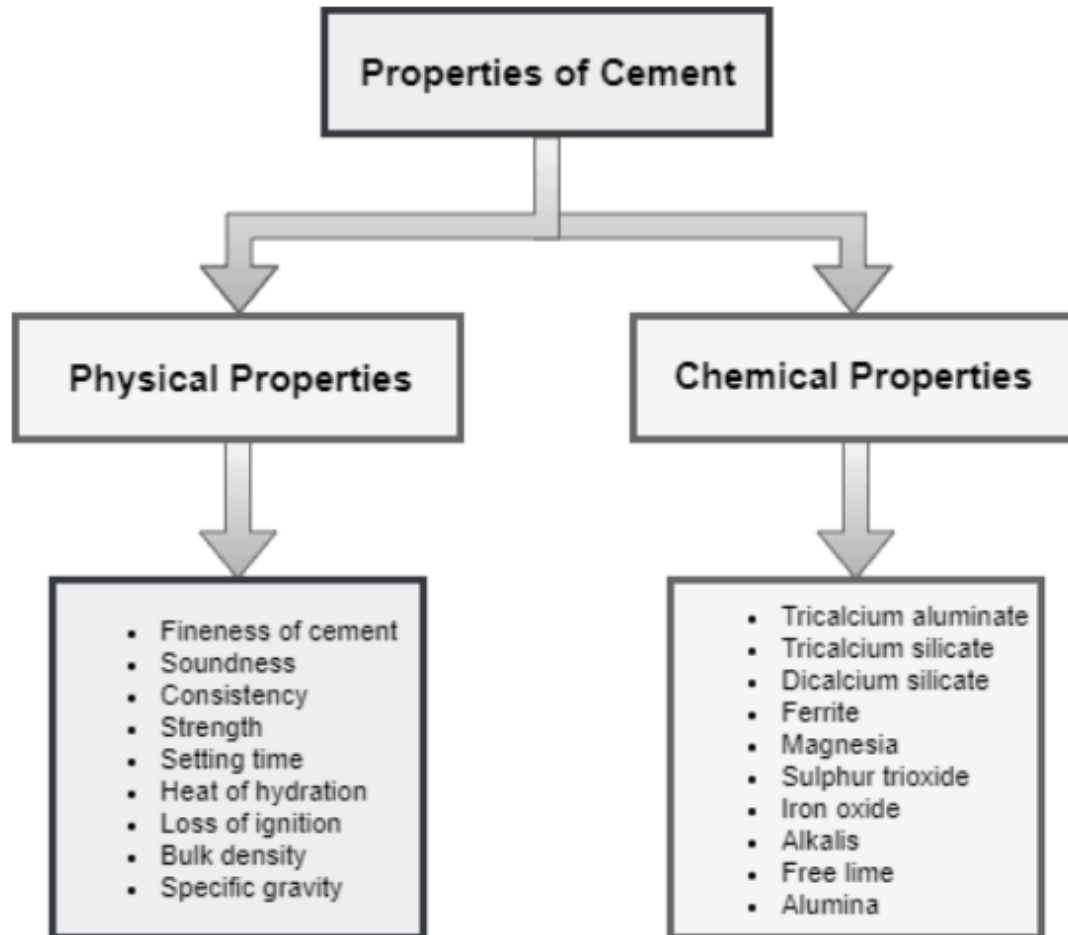 Properties of Cement
Physical Properties
Chemical Properties
• Fineness of cement
• Soundness
• Consistency
• Strength
• Setting time
• Heat of hydration
• Loss of ignition
• Bulk density
• Specific gravity
• Tricalcium aluminate
• Tricalcium silicate
• Dicalcium silicate
• Ferrite
• Magnesia
• Sulphur trioxide
• Iron oxide
• Alkalis
• Free lime
• Alumina